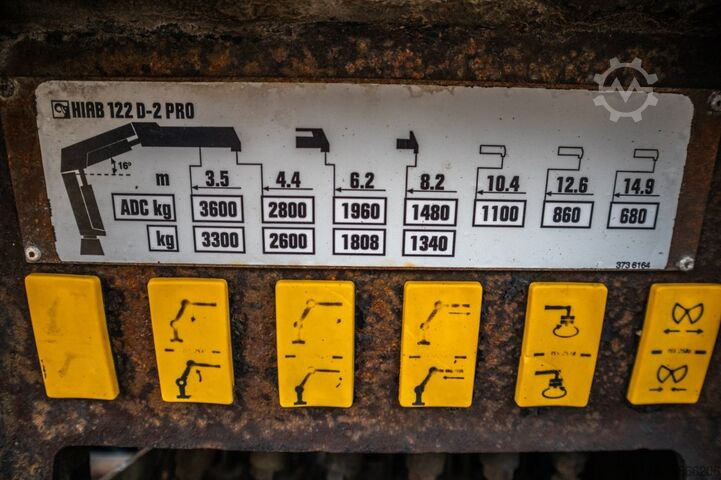 HIAB 122 D-2 PRO
16°
m 3.5 4.4 6.2 8.2 10.4 12.6 14.9
ADC kg 3600 2800 1960 1480 1100 860 680
kg 3300 2600 1808 1340
373 6164